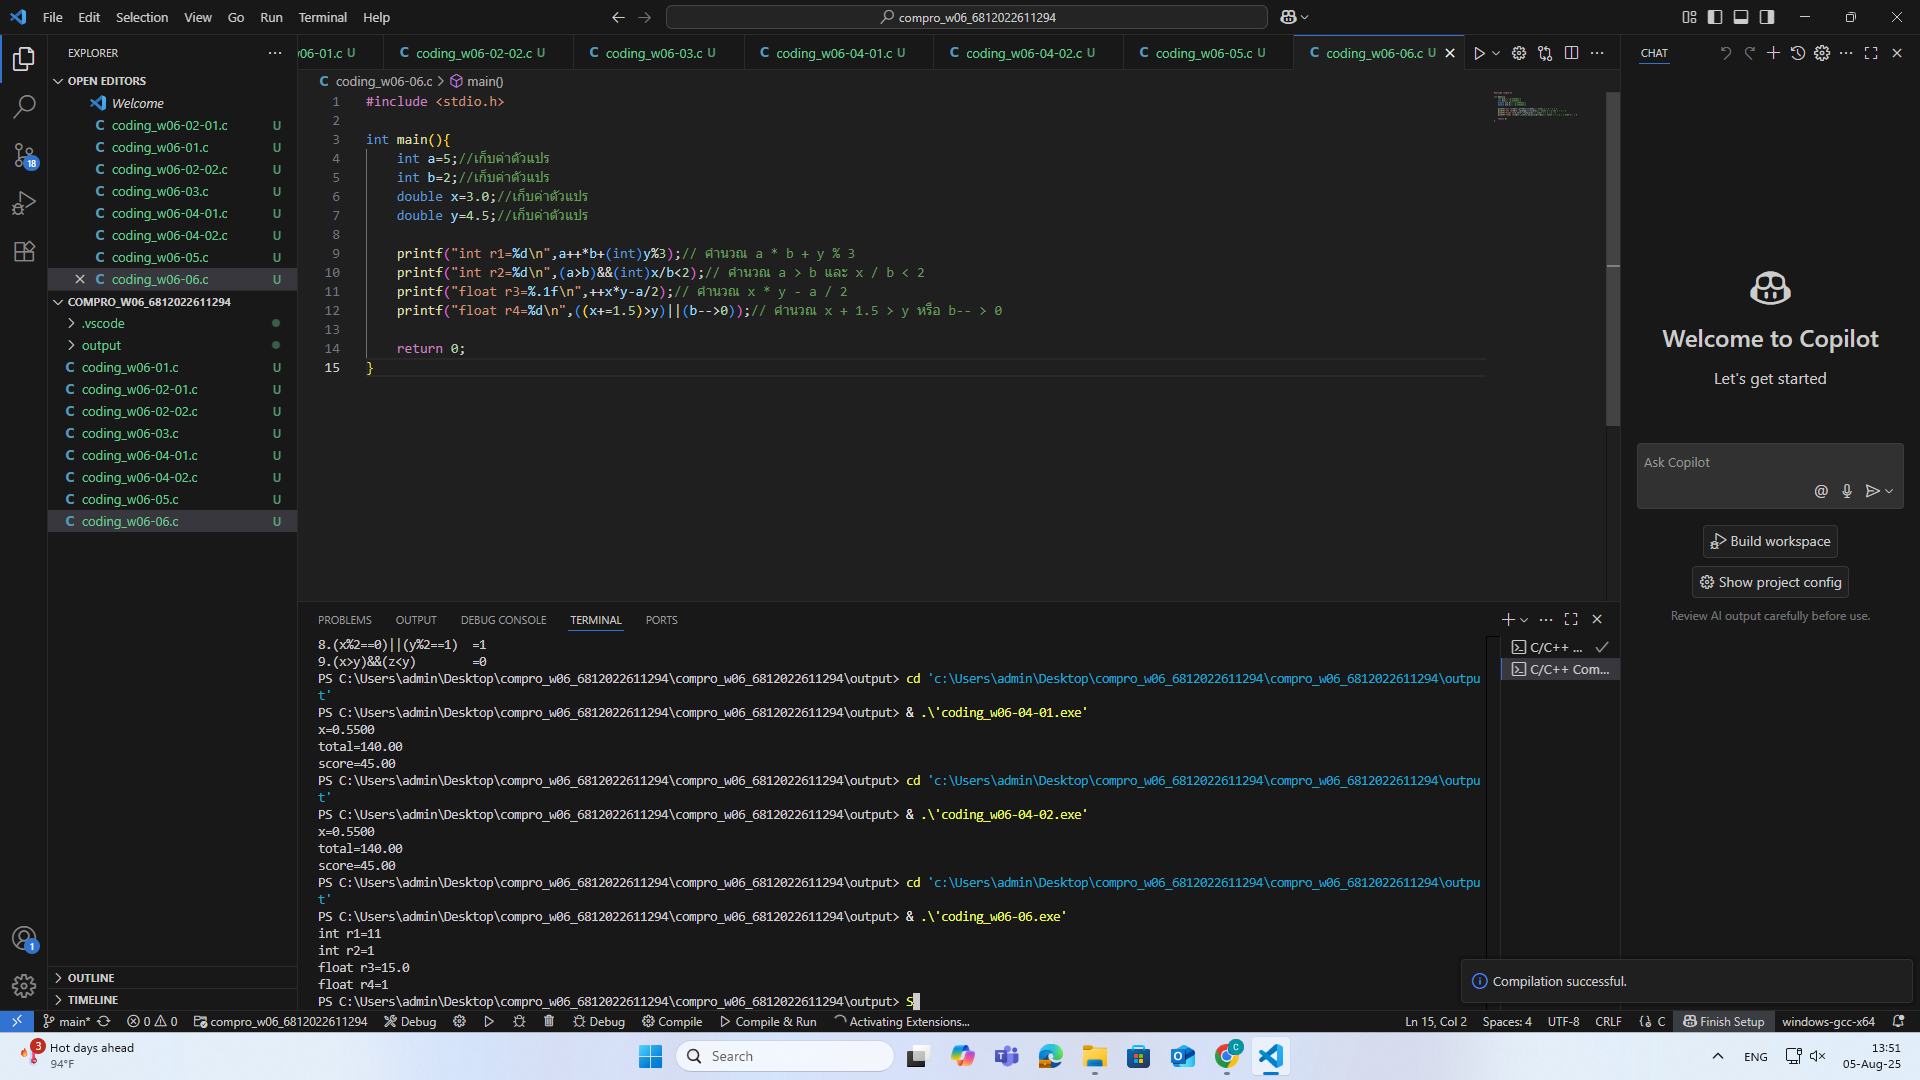 File Edit Selection View Go Run Terminal Help
compro_w06_6812022611294
EXPLORER
OPEN EDITORS
Welcome
coding_w06-02-01.c U
coding_w06-01.c U
coding_w06-02-02.c U
coding_w06-03.c U
coding_w06-04-01.c U
coding_w06-04-02.c U
coding_w06-05.c U
coding_w06-06.c U
COMPRO_W06_6812022611294
.vscode
output
coding_w06-01.c U
coding_w06-02-01.c U
coding_w06-02-02.c U
coding_w06-03.c U
coding_w06-04-01.c U
coding_w06-04-02.c U
coding_w06-05.c U
coding_w06-06.c U
OUTLINE
TIMELINE
18
1
w06-01.c U coding_w06-02-02.c U coding_w06-03.c U coding_w06-04-01.c U coding_w06-04-02.c U coding_w06-05.c U coding_w06-06.c U
coding_w06-06.c > main()
1 #include <stdio.h>
2
3 int main(){
4 int a=5;//เก็บค่าตัวแปร
5 int b=2;//เก็บค่าตัวแปร
6 double x=3.0;//เก็บค่าตัวแปร
7 double y=4.5;//เก็บค่าตัวแปร
8
9 printf("int r1=%d\n",a++*b+(int)y%3);// คำนวณ a * b + y % 3
10 printf("int r2=%d\n",(a>b)&&(int)x/b<2);// คำนวณ a > b และ x / b < 2
11 printf("float r3=%.1f\n",++x*y-a/2);// คำนวณ x * y - a / 2
12 printf("float r4=%d\n",((x+=1.5)>y)||(b-->0));// คำนวณ x + 1.5 > y หรือ b-- > 0
13
14 return 0;
15 }
PROBLEMS OUTPUT DEBUG CONSOLE TERMINAL PORTS
8.(x%2==0)||(y%2==1) =1
9.(x>y)&&(z<y) =0
PS C:\Users\admin\Desktop\compro_w06_6812022611294\compro_w06_6812022611294\output> cd 'c:\Users\admin\Desktop\compro_w06_6812022611294\compro_w06_6812022611294\outpu
t'
PS C:\Users\admin\Desktop\compro_w06_6812022611294\compro_w06_6812022611294\output> & .\'coding_w06-04-01.exe'
x=0.5500
total=140.00
score=45.00
PS C:\Users\admin\Desktop\compro_w06_6812022611294\compro_w06_6812022611294\output> cd 'c:\Users\admin\Desktop\compro_w06_6812022611294\compro_w06_6812022611294\outpu
t'
PS C:\Users\admin\Desktop\compro_w06_6812022611294\compro_w06_6812022611294\output> & .\'coding_w06-04-02.exe'
x=0.5500
total=140.00
score=45.00
PS C:\Users\admin\Desktop\compro_w06_6812022611294\compro_w06_6812022611294\output> cd 'c:\Users\admin\Desktop\compro_w06_6812022611294\compro_w06_6812022611294\outpu
t'
PS C:\Users\admin\Desktop\compro_w06_6812022611294\compro_w06_6812022611294\output> & .\'coding_w06-06.exe'
int r1=11
int r2=1
float r3=15.0
float r4=1
PS C:\Users\admin\Desktop\compro_w06_6812022611294\compro_w06_6812022611294\output> S
C/C++ ...
C/C++ Com...
CHAT
Welcome to Copilot
Let's get started
Ask Copilot
Build workspace
Show project config
Review AI output carefully before use.
Compilation successful.
main* 0 0 compro_w06_6812022611294 Debug Debug Compile Compile & Run Activating Extensions...
Ln 15, Col 2 Spaces: 4 UTF-8 CRLF {} C Finish Setup windows-gcc-x64
3
Hot days ahead
94°F
Search
C
ENG
13:51
05-Aug-25